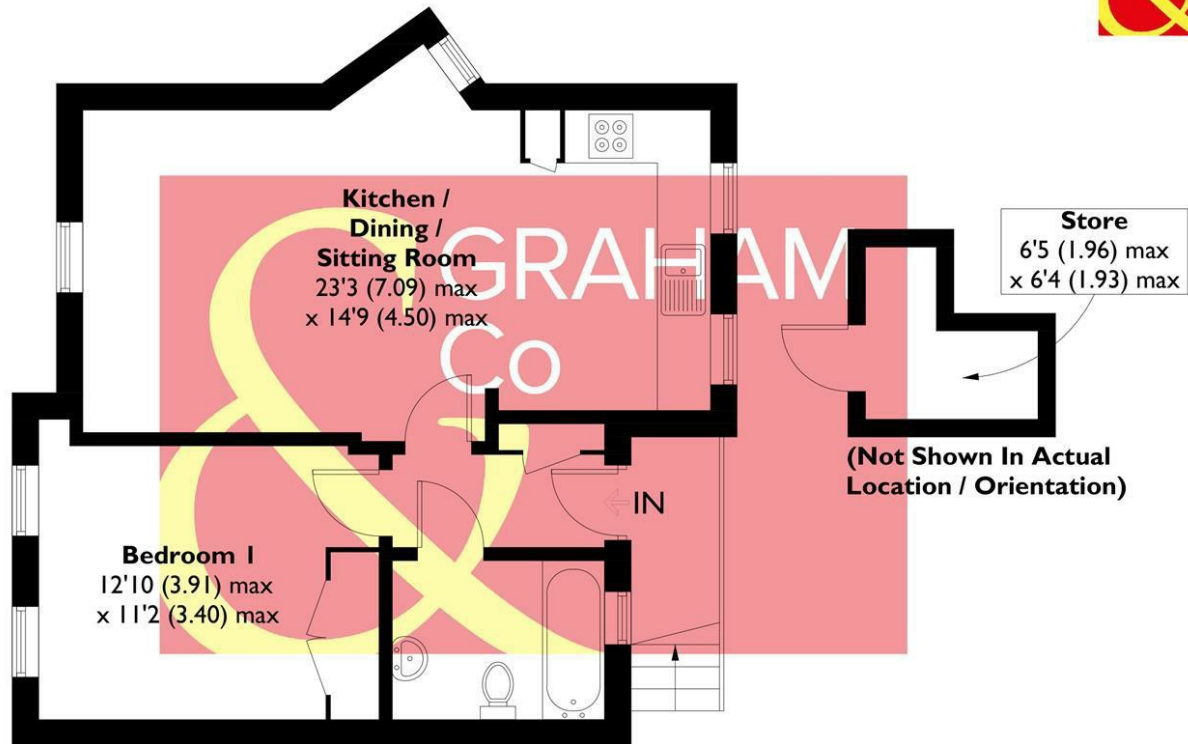 Kitchen /
Dining /
Sitting Room
23'3 (7.09) max
x 14'9 (4.50) max
GRAHAM
& Co
Store
6'5 (1.96) max
x 6'4 (1.93) max
(Not Shown In Actual
Location / Orientation)
IN
Bedroom 1
12'10 (3.91) max
x 11'2 (3.40) max
&